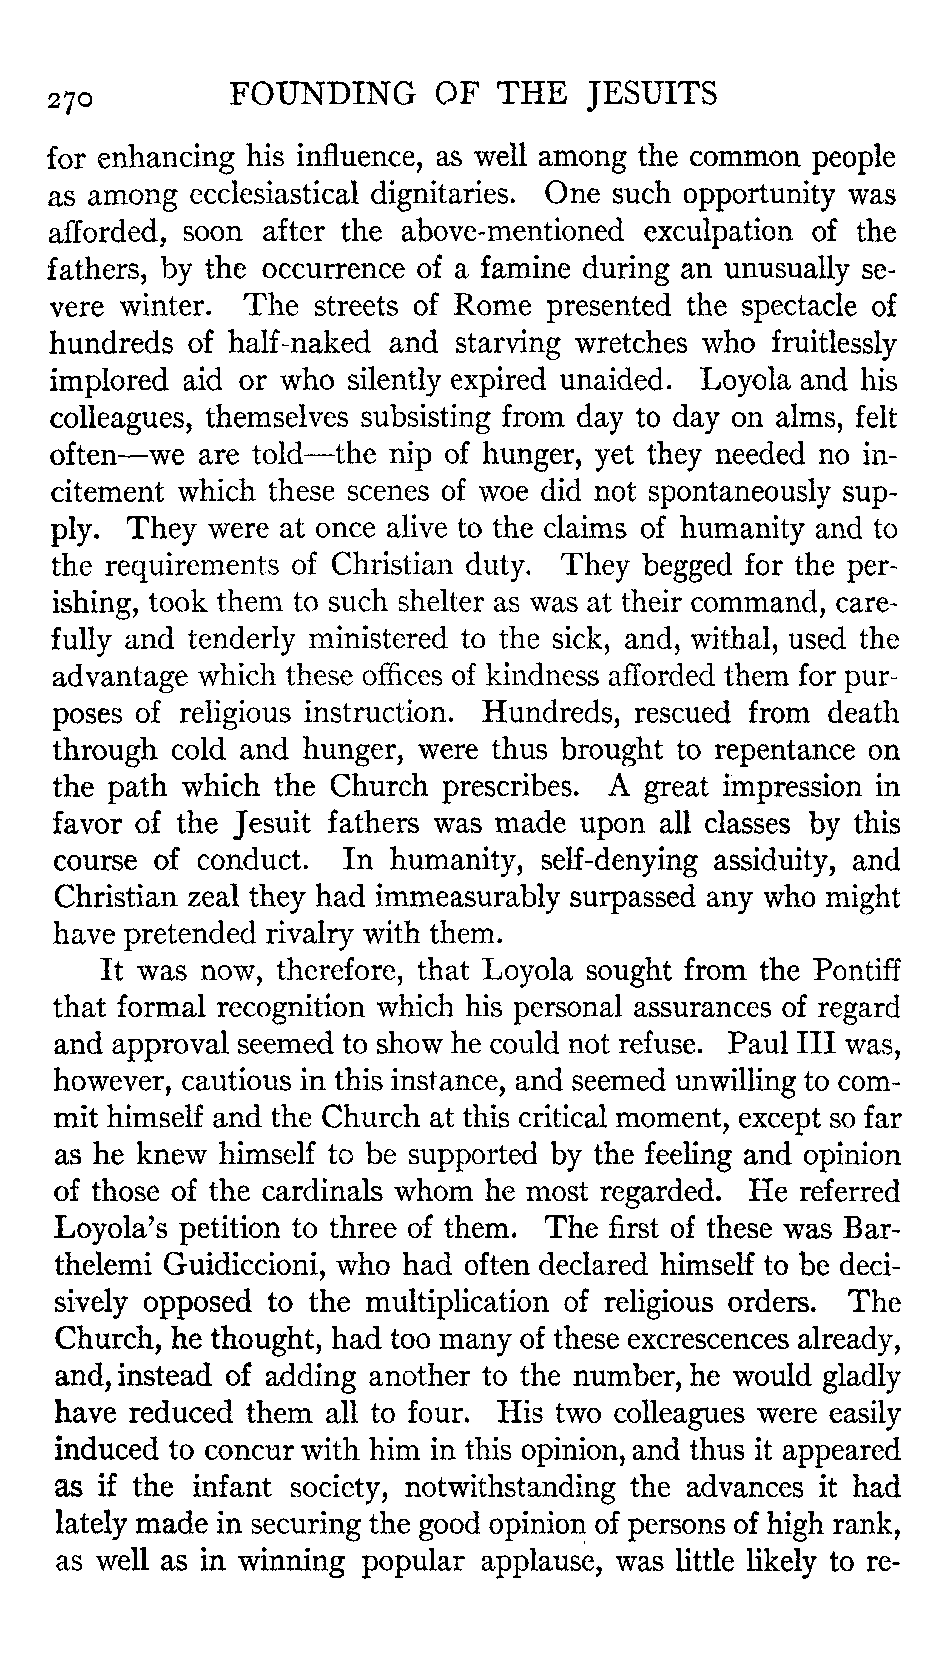 270 FOUNDING OF THE JESUITS
for enhancing his influence, as well among the common people
as among ecclesiastical dignitaries. One such opportunity was
afforded, soon after the above-mentioned exculpation of the
fathers, by the occurrence of a famine during an unusually se-
vere winter. The streets of Rome presented the spectacle of
hundreds of half-naked and starving wretches who fruitlessly
implored aid or who silently expired unaided. Loyola and his
colleagues, themselves subsisting from day to day on alms, felt
often—we are told—the nip of hunger, yet they needed no in-
citement which these scenes of woe did not spontaneously sup-
ply. They were at once alive to the claims of humanity and to
the requirements of Christian duty. They begged for the per-
ishing, took them to such shelter as was at their command, care-
fully and tenderly ministered to the sick, and, withal, used the
advantage which these offices of kindness afforded them for pur-
poses of religious instruction. Hundreds, rescued from death
through cold and hunger, were thus brought to repentance on
the path which the Church prescribes. A great impression in
favor of the Jesuit fathers was made upon all classes by this
course of conduct. In humanity, self-denying assiduity, and
Christian zeal they had immeasurably surpassed any who might
have pretended rivalry with them.
It was now, therefore, that Loyola sought from the Pontiff
that formal recognition which his personal assurances of regard
and approval seemed to show he could not refuse. Paul III was,
however, cautious in this instance, and seemed unwilling to com-
mit himself and the Church at this critical moment, except so far
as he knew himself to be supported by the feeling and opinion
of those of the cardinals whom he most regarded. He referred
Loyola's petition to three of them. The first of these was Bar-
thelemi Guidiccioni, who had often declared himself to be deci-
sively opposed to the multiplication of religious orders. The
Church, he thought, had too many of these excrescences already,
and, instead of adding another to the number, he would gladly
have reduced them all to four. His two colleagues were easily
induced to concur with him in this opinion, and thus it appeared
as if the infant society, notwithstanding the advances it had
lately made in securing the good opinion of persons of high rank,
as well as in winning popular applause, was little likely to re-